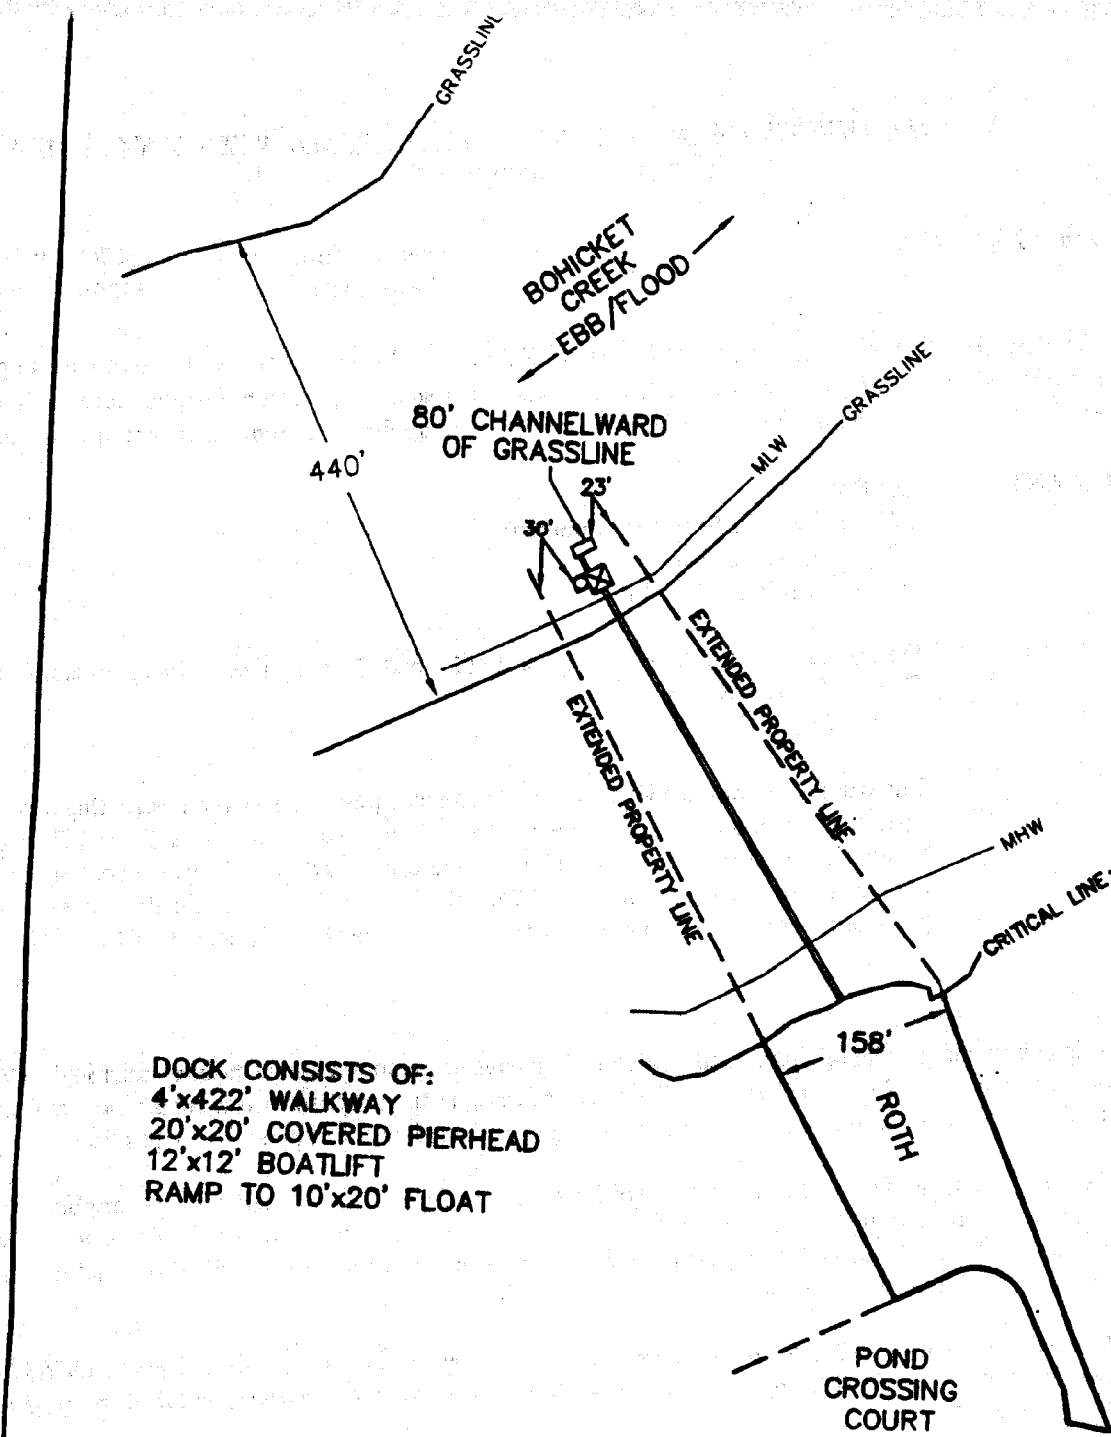 GRASSLINE
BOHICKET
CREEK
EBB/FLOOD
GRASSLINE
80' CHANNELWARD
OF GRASSLINE
MLW
440'
23'
30'
EXTENDED PROPERTY LINE
EXTENDED PROPERTY LINE
MHW
CRITICAL LINE
158'
ROTH
DOCK CONSISTS OF:
4'x422' WALKWAY
20'x20' COVERED PIERHEAD
12'x12' BOATLIFT
RAMP TO 10'x20' FLOAT
POND
CROSSING
COURT